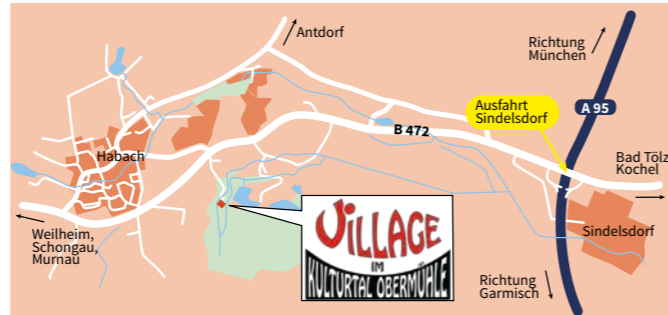 Antdorf
Richtung
München
Ausfahrt
Sindelsdorf
A 95
B 472
Habach
Bad Tölz
Kochel
Weilheim,
Schongau,
Murnau
VILLAGE
IM
KULTURTAL OBERMÜHLE
Sindelsdorf
Richtung
Garmisch